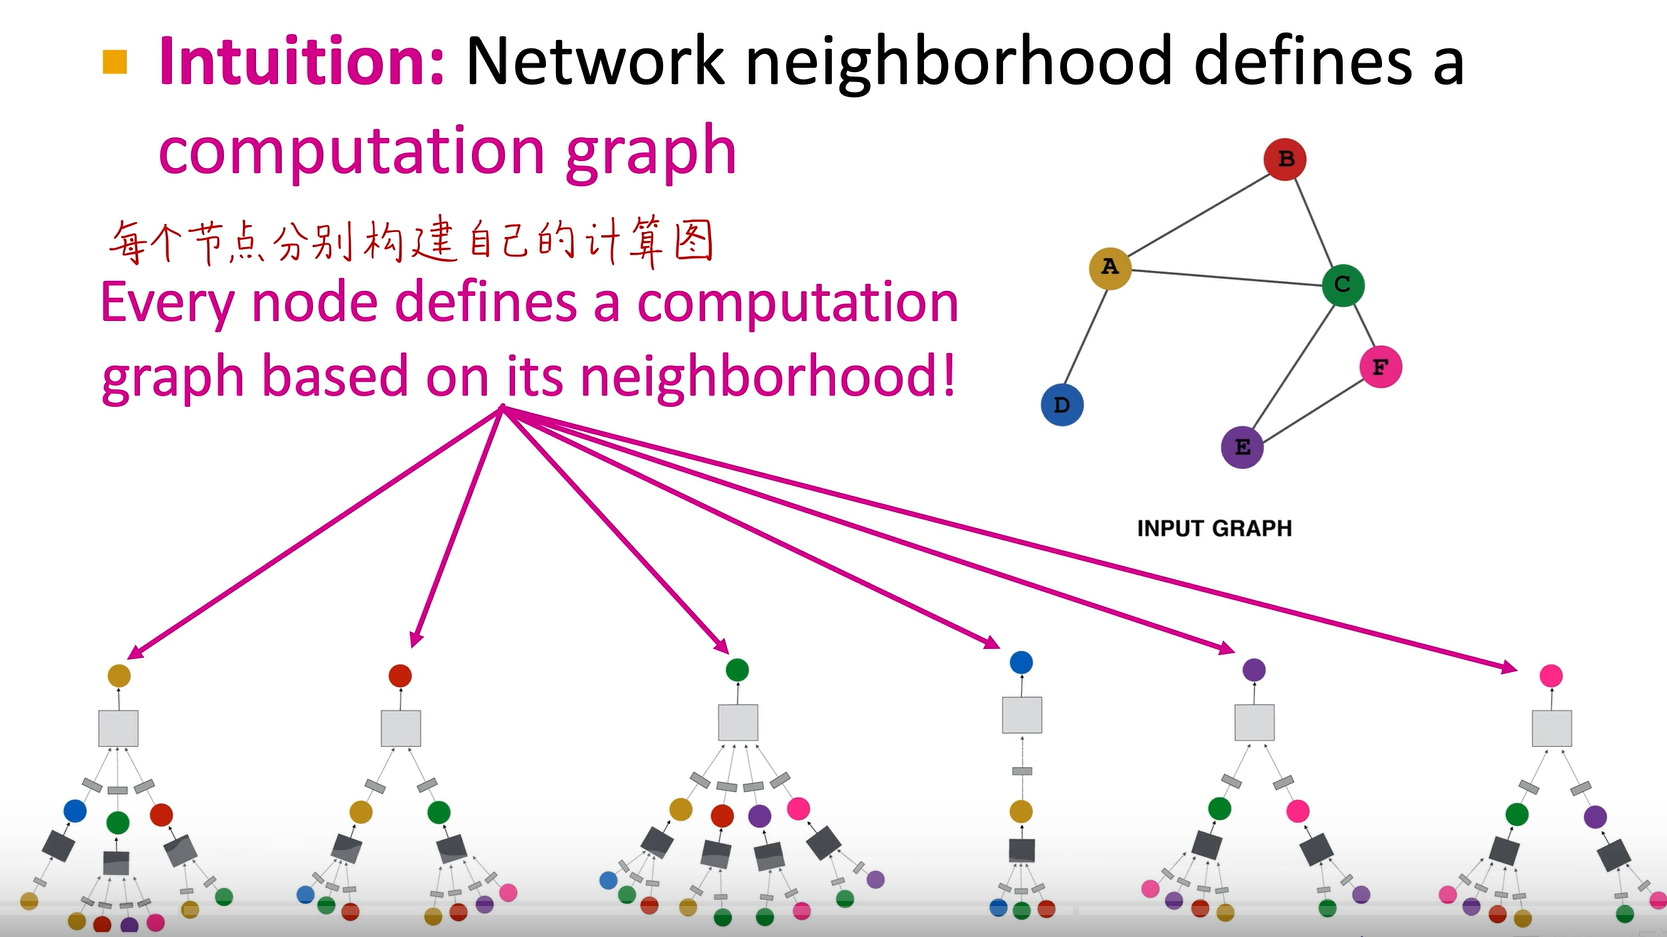 Intuition: Network neighborhood defines a
computation graph
每个节点分别构建自己的计算图
Every node defines a computation
graph based on its neighborhood!
B
A
C
F
D
E
INPUT GRAPH